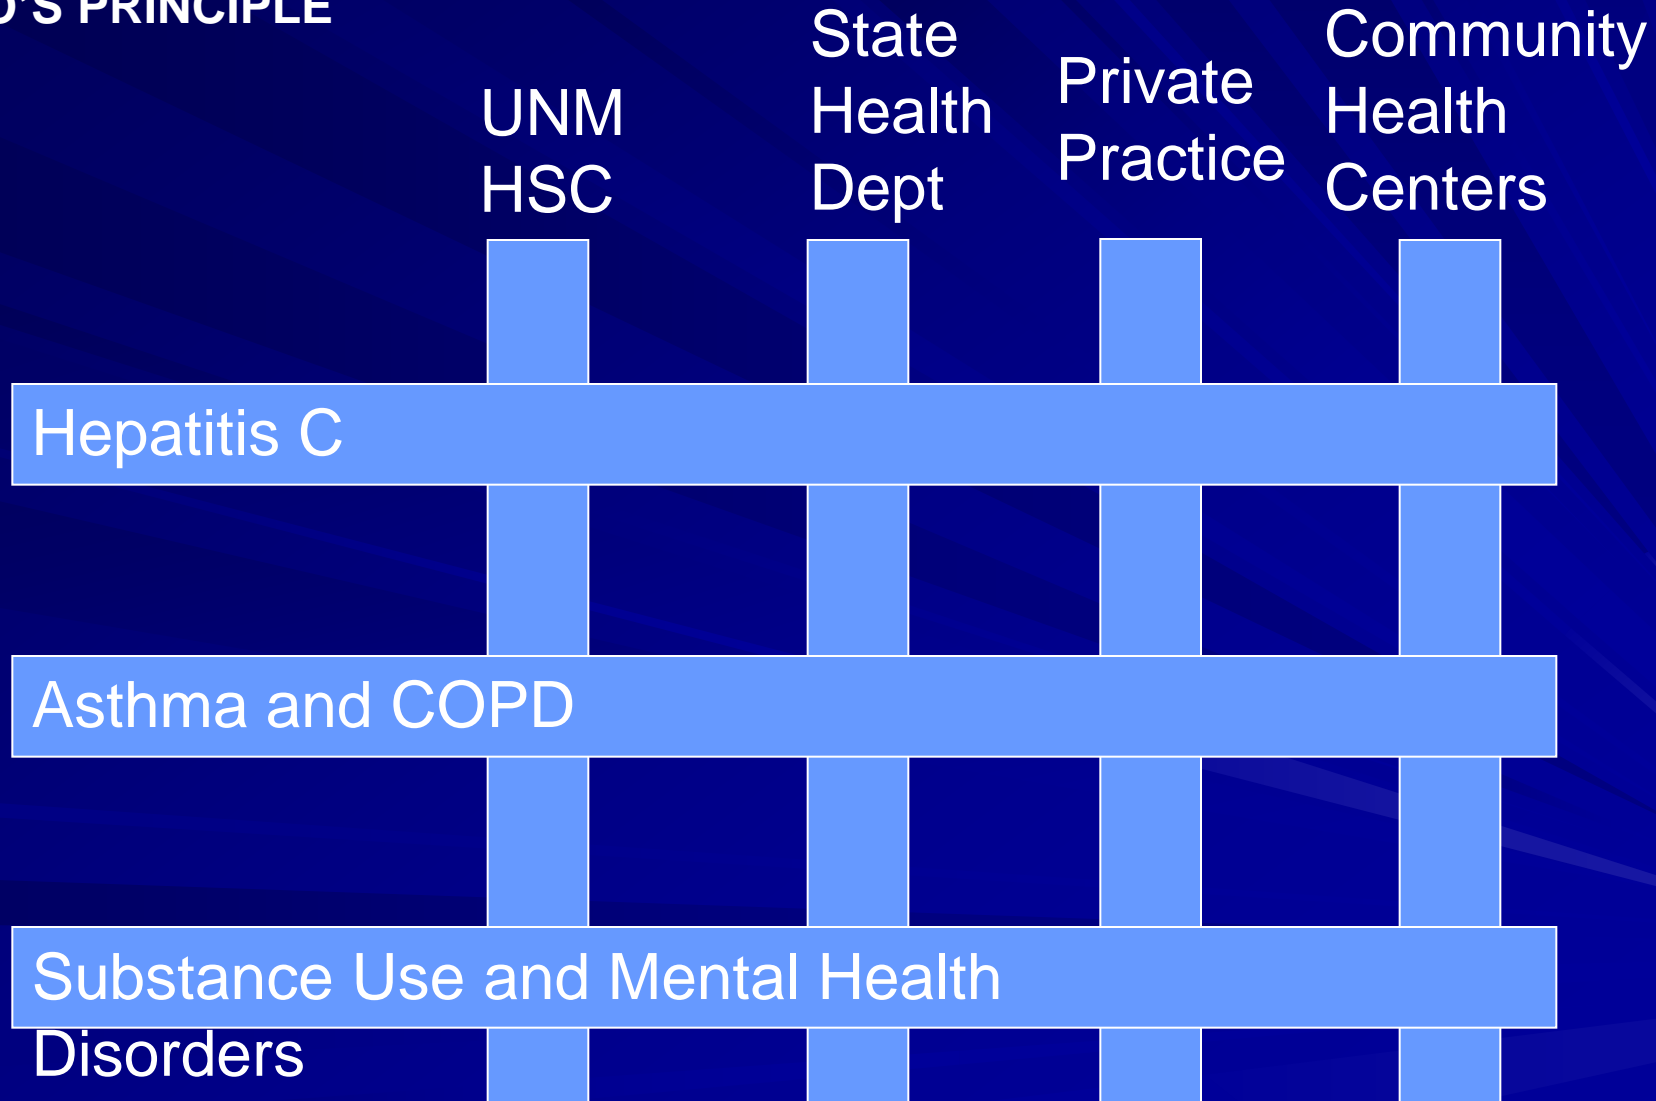 'S PRINCIPLE
UNM
HSC
State
Health
Dept
Private
Practice
Community
Health
Centers
Hepatitis C
Asthma and COPD
Substance Use and Mental Health
Disorders